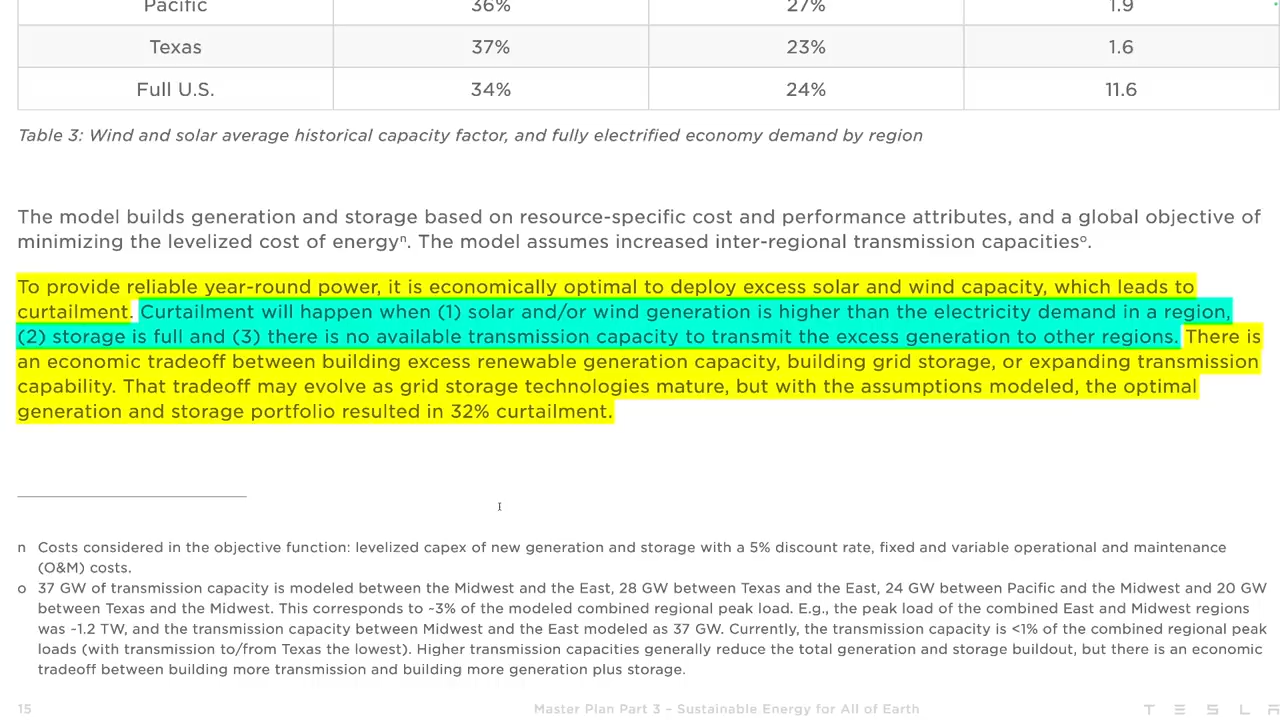 Pacific 36% 27% 1.9
Texas 37% 23% 1.6
Full U.S. 34% 24% 11.6
Table 3: Wind and solar average historical capacity factor, and fully electrified economy demand by region
The model builds generation and storage based on resource-specific cost and performance attributes, and a global objective of
minimizing the levelized cost of energyⁿ. The model assumes increased inter-regional transmission capacitiesᵒ.
To provide reliable year-round power, it is economically optimal to deploy excess solar and wind capacity, which leads to
curtailment. Curtailment will happen when (1) solar and/or wind generation is higher than the electricity demand in a region,
(2) storage is full and (3) there is no available transmission capacity to transmit the excess generation to other regions. There is
an economic tradeoff between building excess renewable generation capacity, building grid storage, or expanding transmission
capability. That tradeoff may evolve as grid storage technologies mature, but with the assumptions modeled, the optimal
generation and storage portfolio resulted in 32% curtailment.
n Costs considered in the objective function: levelized capex of new generation and storage with a 5% discount rate, fixed and variable operational and maintenance
(O&M) costs.
o 37 GW of transmission capacity is modeled between the Midwest and the East, 28 GW between Texas and the East, 24 GW between Pacific and the Midwest and 20 GW
between Texas and the Midwest. This corresponds to ~3% of the modeled combined regional peak load. E.g., the peak load of the combined East and Midwest regions
was ~1.2 TW, and the transmission capacity between Midwest and the East modeled as 37 GW. Currently, the transmission capacity is <1% of the combined regional peak
loads (with transmission to/from Texas the lowest). Higher transmission capacities generally reduce the total generation and storage buildout, but there is an economic
tradeoff between building more transmission and building more generation plus storage.
15 Master Plan Part 3 – Sustainable Energy for All of Earth TESLA